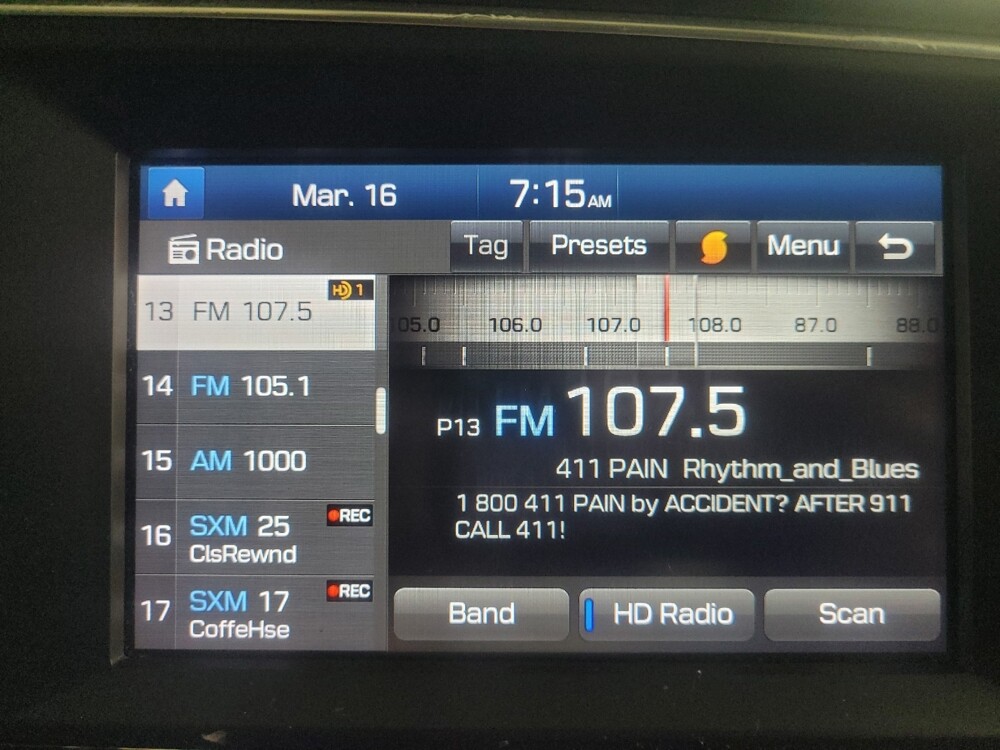 Mar. 16 7:15 AM
Radio Tag Presets Menu
13 FM 107.5 HD 1
14 FM 105.1
15 AM 1000
16 SXM 25 REC
ClsRewnd
17 SXM 17 REC
CoffeHse
05.0 106.0 107.0 108.0 87.0 88.0
P13 FM 107.5
411 PAIN Rhythm_and_Blues
1 800 411 PAIN by ACCIDENT? AFTER 911
CALL 411!
Band HD Radio Scan